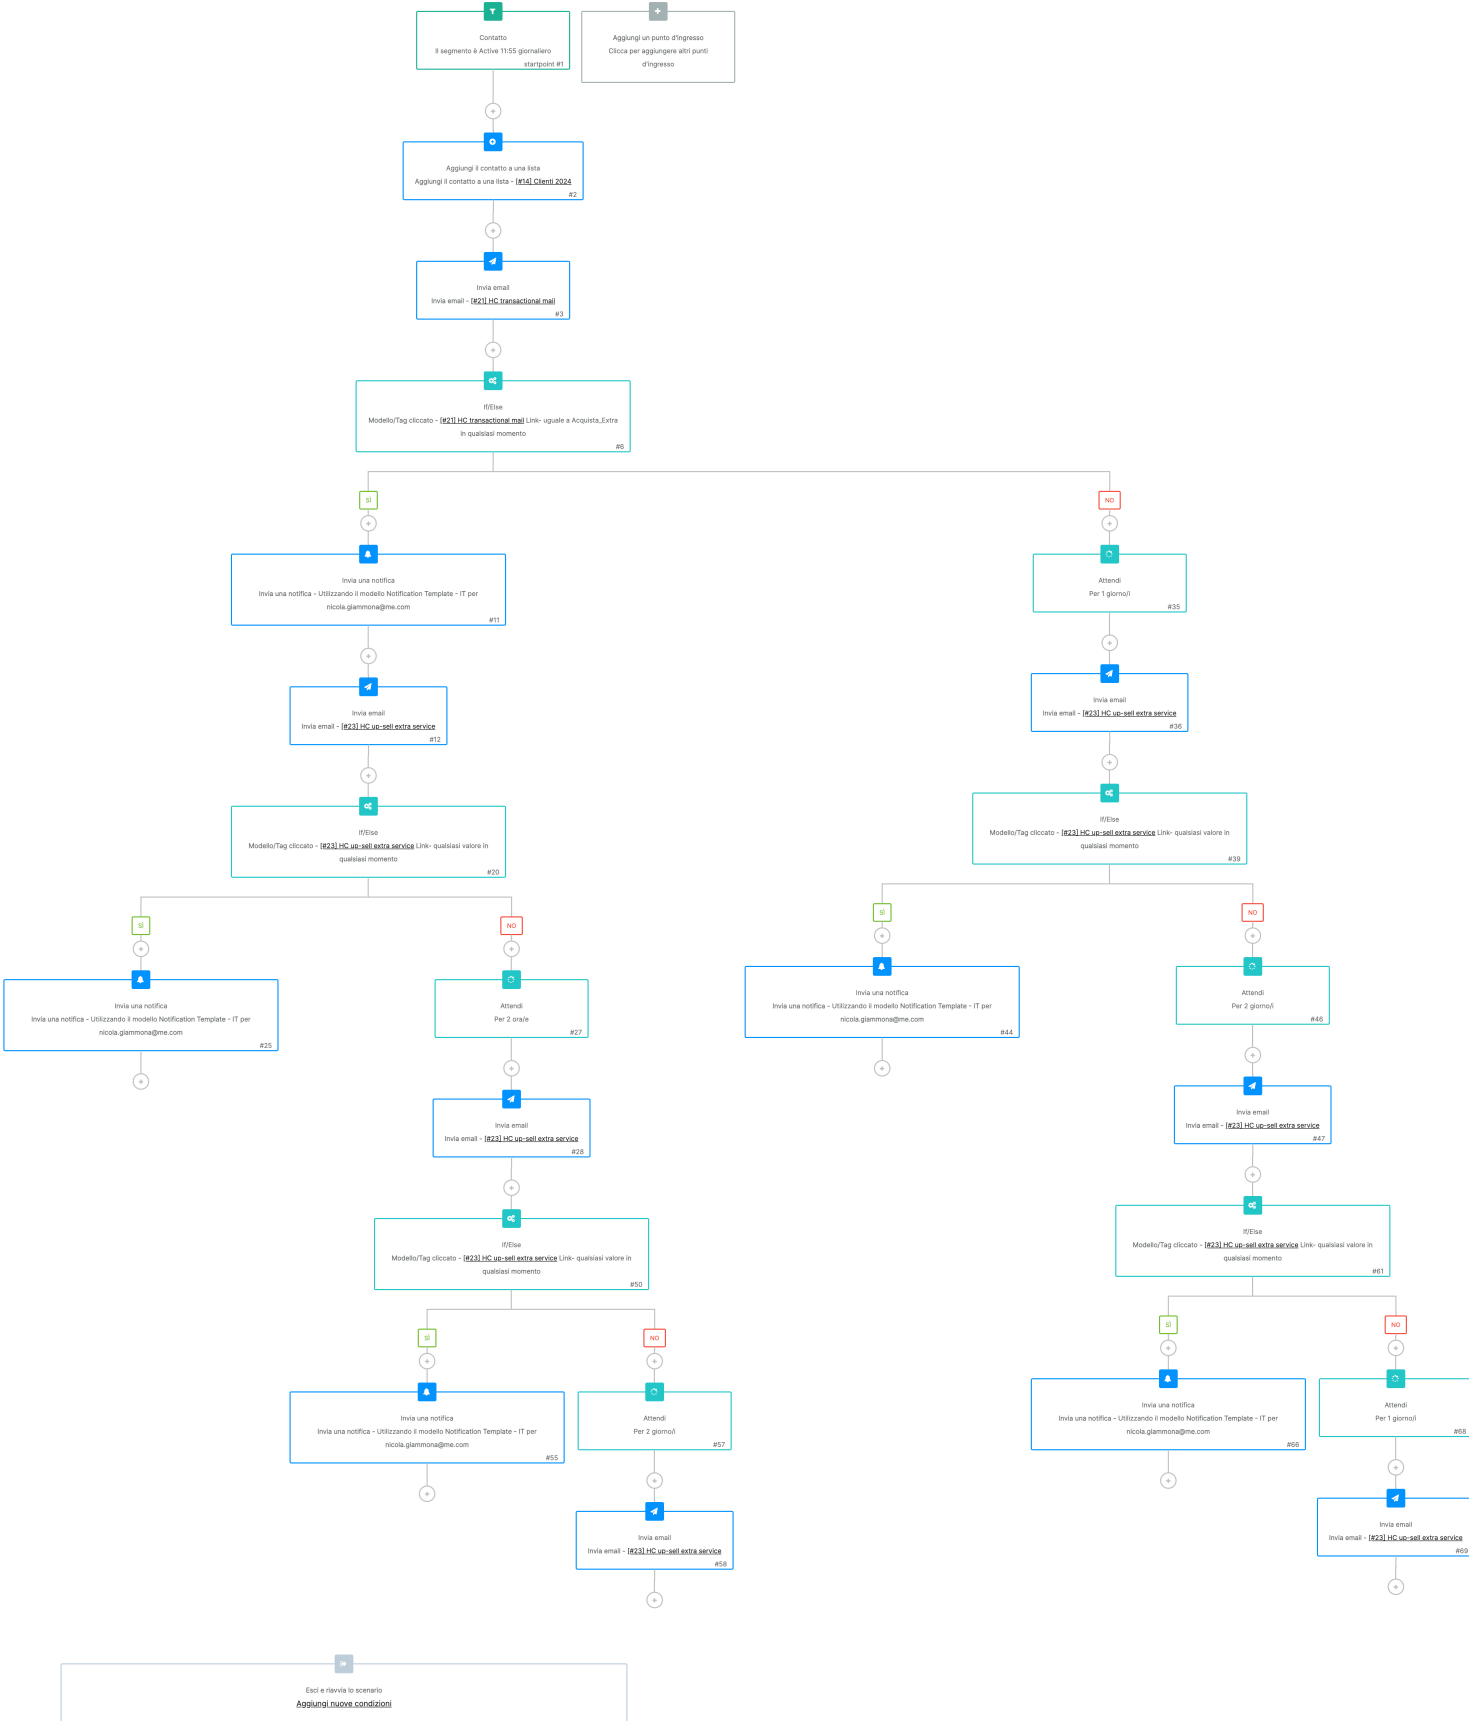 Contatto
Il segmento è Active 11:55 giornaliero
startpoint #1
Aggiungi un punto d'ingresso
Clicca per aggiungere altri punti
d'ingresso
Aggiungi il contatto a una lista
Aggiungi il contatto a una lista - [#14] Clienti 2024
#2
Invia email
Invia email - [#21] HC transactional mail
#3
If/Else
Modello/Tag cliccato - [#21] HC transactional mail Link- uguale a Acquista_Extra
in qualsiasi momento
#6
SÌ
Invia una notifica
Invia una notifica - Utilizzando il modello Notification Template - IT per
nicola.giammona@me.com
#11
Invia email
Invia email - [#23] HC up-sell extra service
#12
If/Else
Modello/Tag cliccato - [#23] HC up-sell extra service Link- qualsiasi valore in
qualsiasi momento
#20
SÌ
Invia una notifica
Invia una notifica - Utilizzando il modello Notification Template - IT per
nicola.giammona@me.com
#25
NO
Attendi
Per 2 ora/e
#27
Invia email
Invia email - [#23] HC up-sell extra service
#28
If/Else
Modello/Tag cliccato - [#23] HC up-sell extra service Link- qualsiasi valore in
qualsiasi momento
#50
SÌ
Invia una notifica
Invia una notifica - Utilizzando il modello Notification Template - IT per
nicola.giammona@me.com
#55
NO
Attendi
Per 2 giorno/i
#57
Invia email
Invia email - [#23] HC up-sell extra service
#58
NO
Attendi
Per 1 giorno/i
#35
Invia email
Invia email - [#23] HC up-sell extra service
#36
If/Else
Modello/Tag cliccato - [#23] HC up-sell extra service Link- qualsiasi valore in
qualsiasi momento
#39
SÌ
Invia una notifica
Invia una notifica - Utilizzando il modello Notification Template - IT per
nicola.giammona@me.com
#44
NO
Attendi
Per 2 giorno/i
#46
Invia email
Invia email - [#23] HC up-sell extra service
#47
If/Else
Modello/Tag cliccato - [#23] HC up-sell extra service Link- qualsiasi valore in
qualsiasi momento
#61
SÌ
Invia una notifica
Invia una notifica - Utilizzando il modello Notification Template - IT per
nicola.giammona@me.com
#66
NO
Attendi
Per 1 giorno/i
#68
Invia email
Invia email - [#23] HC up-sell extra service
#69
Esci e riavvia lo scenario
Aggiungi nuove condizioni